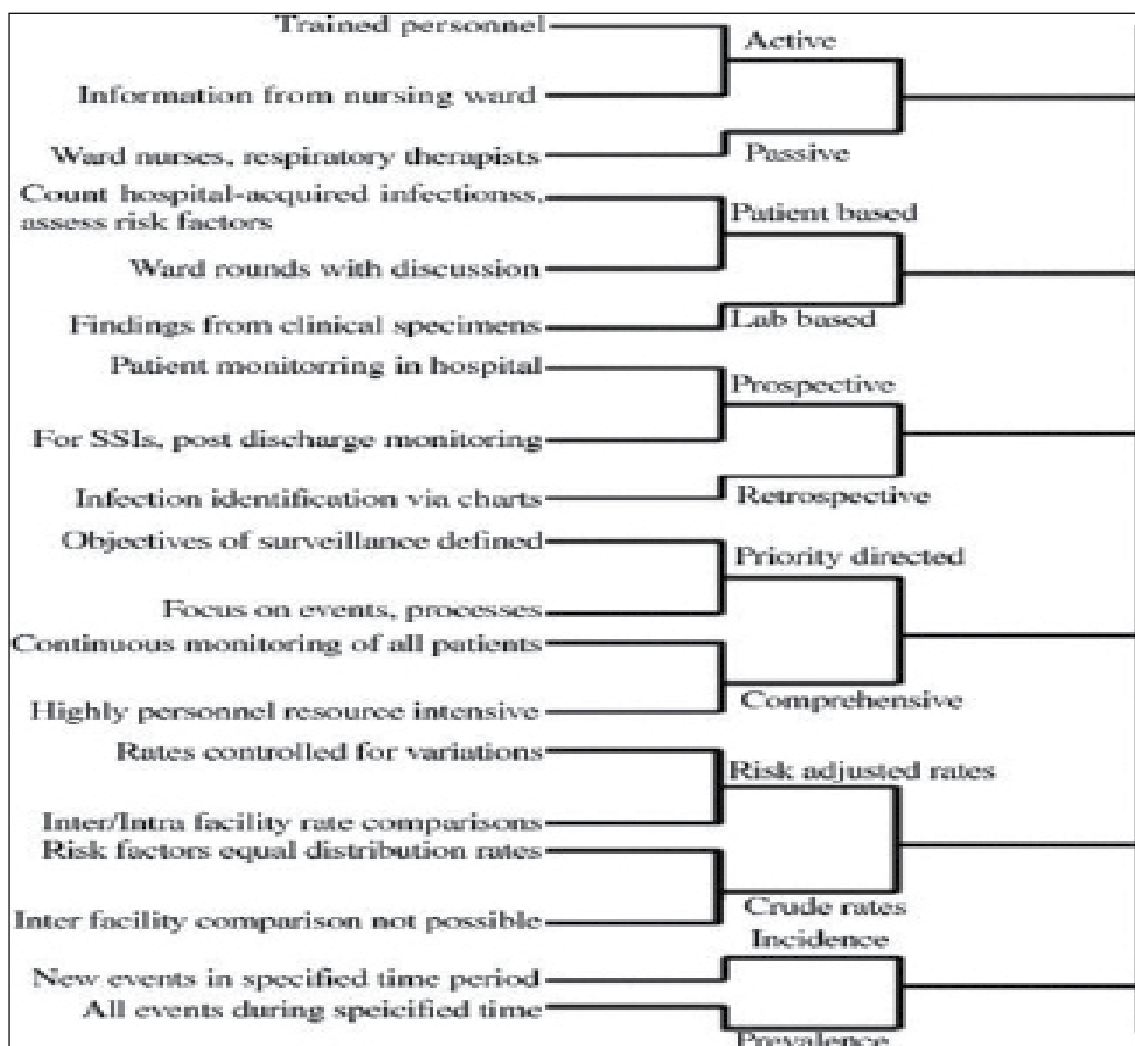 Trained personnel
Active
Information from nursing ward
Ward nurses, respiratory therapists
Passive
Count hospital-acquired infectionss,
assess risk factors
Patient based
Ward rounds with discussion
Findings from clinical specimens
Lab based
Patient monitorring in hospital
Prospective
For SSIs, post discharge monitoring
Infection identification via charts
Retrospective
Objectives of surveillance defined
Priority directed
Focus on events, processes
Continuous monitoring of all patients
Comprehensive
Highly personnel resource intensive
Rates controlled for variations
Risk adjusted rates
Inter/Intra facility rate comparisons
Risk factors equal distribution rates
Crude rates
Inter facility comparison not possible
Incidence
New events in specified time period
All events during speicified time
Prevalence